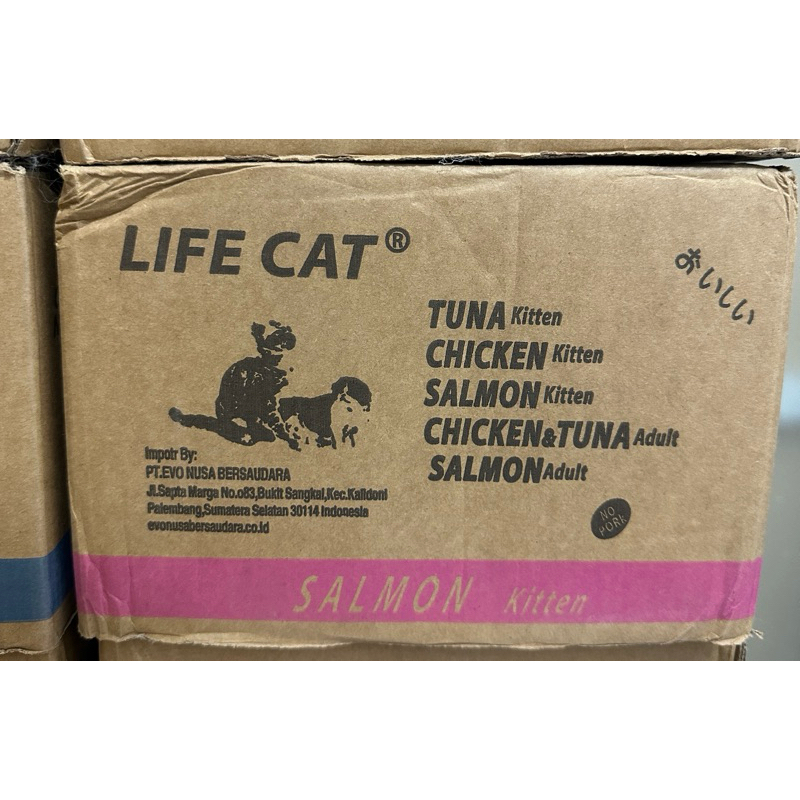 LIFE CAT®
おいしい
TUNA Kitten
CHICKEN Kitten
SALMON Kitten
CHICKEN&TUNA Adult
SALMON Adult
Impotr By:
PT.EVO NUSA BERSAUDARA
Jl.Septa Marga No.o83,Bukit Sangkal,Kec.Kalidoni
Palembang,Sumatera Selatan 30114 Indonesia
evonusabersaudara.co.id
NO
PORK
SALMON Kitten